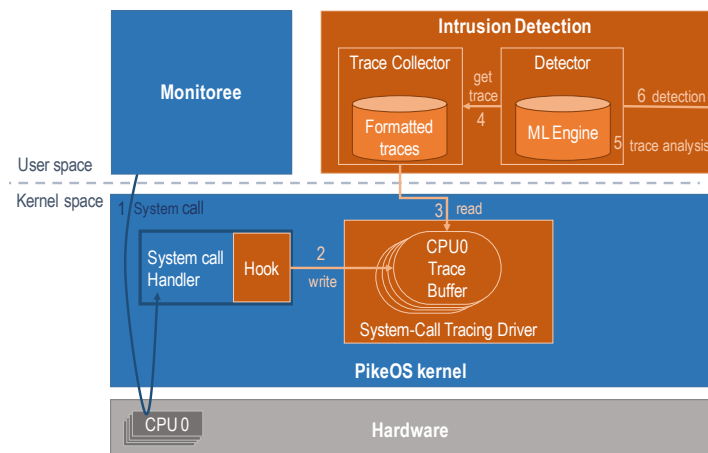 Intrusion Detection
Monitoree
Trace Collector
get
trace
4
Detector
Formatted
traces
ML Engine
6 detection
5 trace analysis
User space
Kernel space
1 System call
3 read
System call
Handler
Hook
2
write
CPU0
Trace
Buffer
System-Call Tracing Driver
PikeOS kernel
CPU 0
Hardware